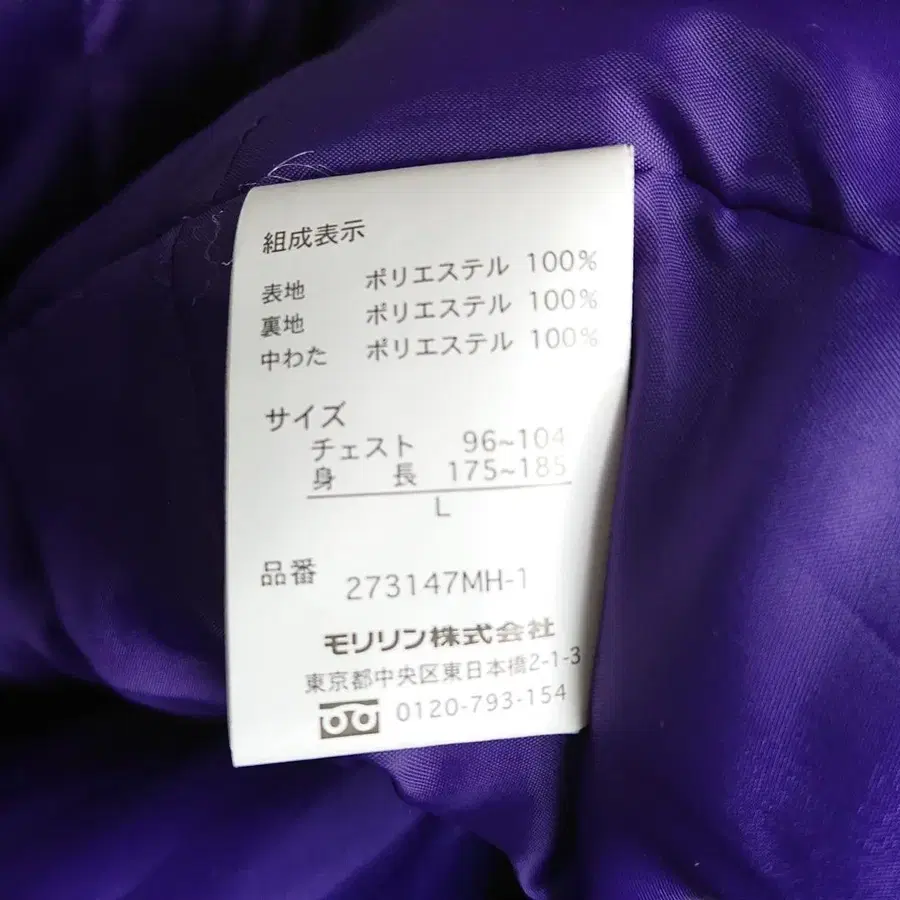 組成表示
表地 ポリエステル 100%
裏地 ポリエステル 100%
中わた ポリエステル 100%
サイズ
チェスト 96~104
身長 175~185
L
品番 273147MH-1
モリリン株式会社
東京都中央区東日本橋2-1-3
0120-793-154